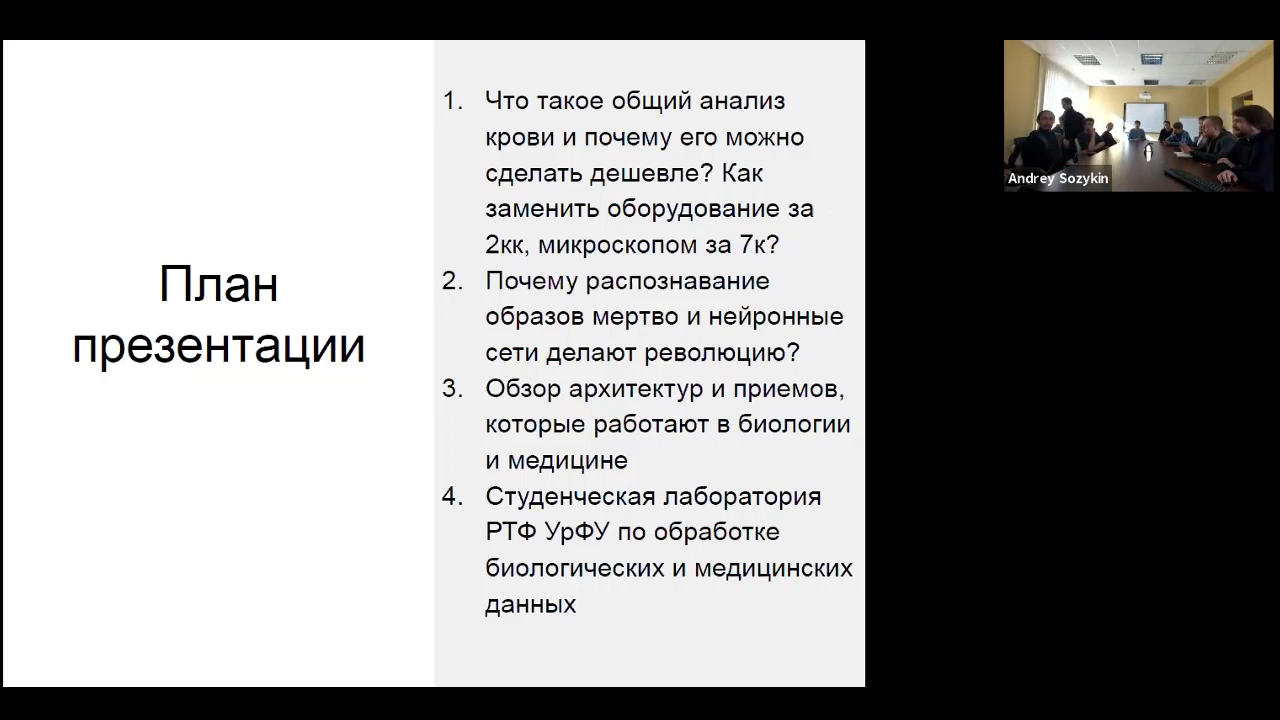 План
презентации
1. Что такое общий анализ
крови и почему его можно
сделать дешевле? Как
заменить оборудование за
2кк, микроскопом за 7к?
2. Почему распознавание
образов мертво и нейронные
сети делают революцию?
3. Обзор архитектур и приемов,
которые работают в биологии
и медицине
4. Студенческая лаборатория
РТФ УрФУ по обработке
биологических и медицинских
данных
Andrey Sozykin